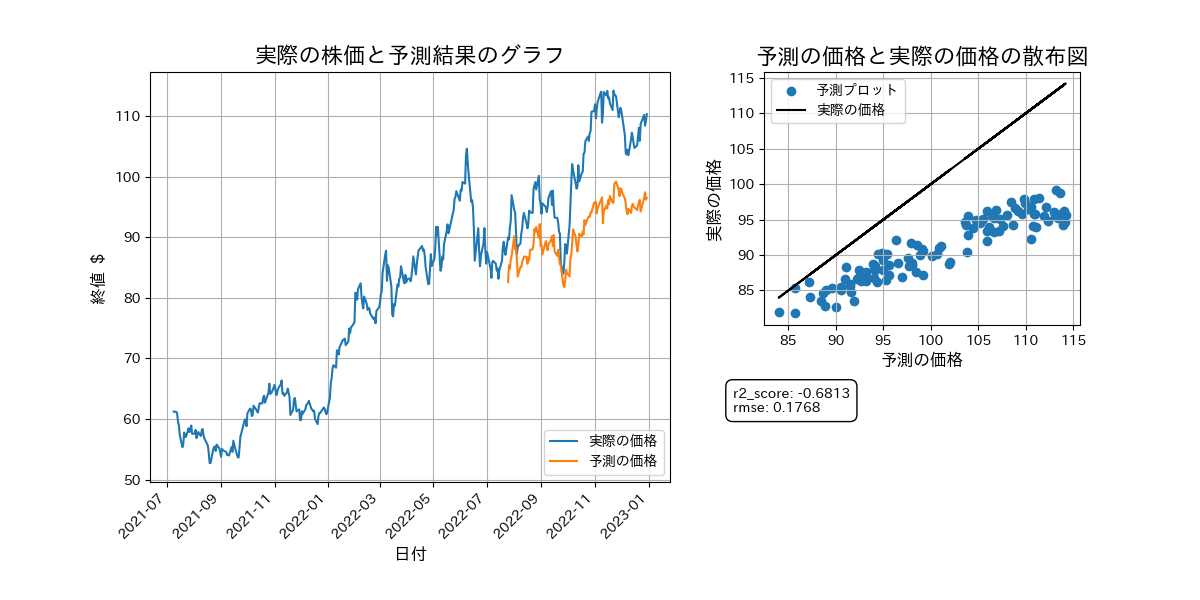 実際の株価と予測結果のグラフ
110
100
90
80
70
60
50
終値 $
2021-07
2021-09
2021-11
2022-01
2022-03
2022-05
2022-07
2022-09
2022-11
2023-01
日付
実際の価格
予測の価格
予測の価格と実際の価格の散布図
予測プロット
実際の価格
115
110
105
100
95
90
85
実際の価格
85
90
95
100
105
110
115
予測の価格
r2_score: -0.6813
rmse: 0.1768